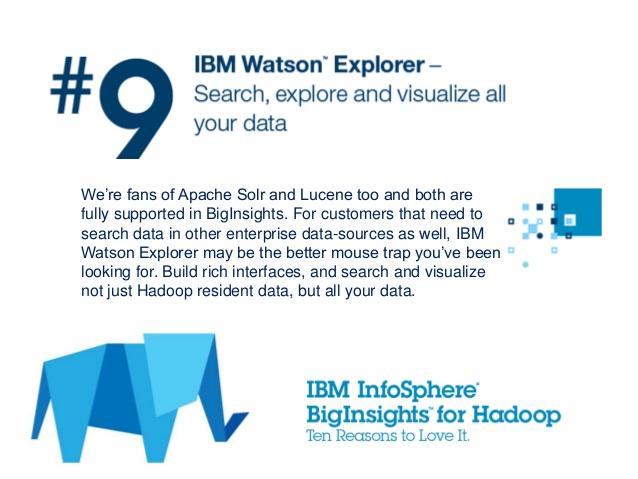 #9
IBM Watson™ Explorer –
Search, explore and visualize all
your data
We’re fans of Apache Solr and Lucene too and both are
fully supported in BigInsights. For customers that need to
search data in other enterprise data-sources as well, IBM
Watson Explorer may be the better mouse trap you’ve been
looking for. Build rich interfaces, and search and visualize
not just Hadoop resident data, but all your data.
IBM InfoSphere®
BigInsights™ for Hadoop
Ten Reasons to Love It.